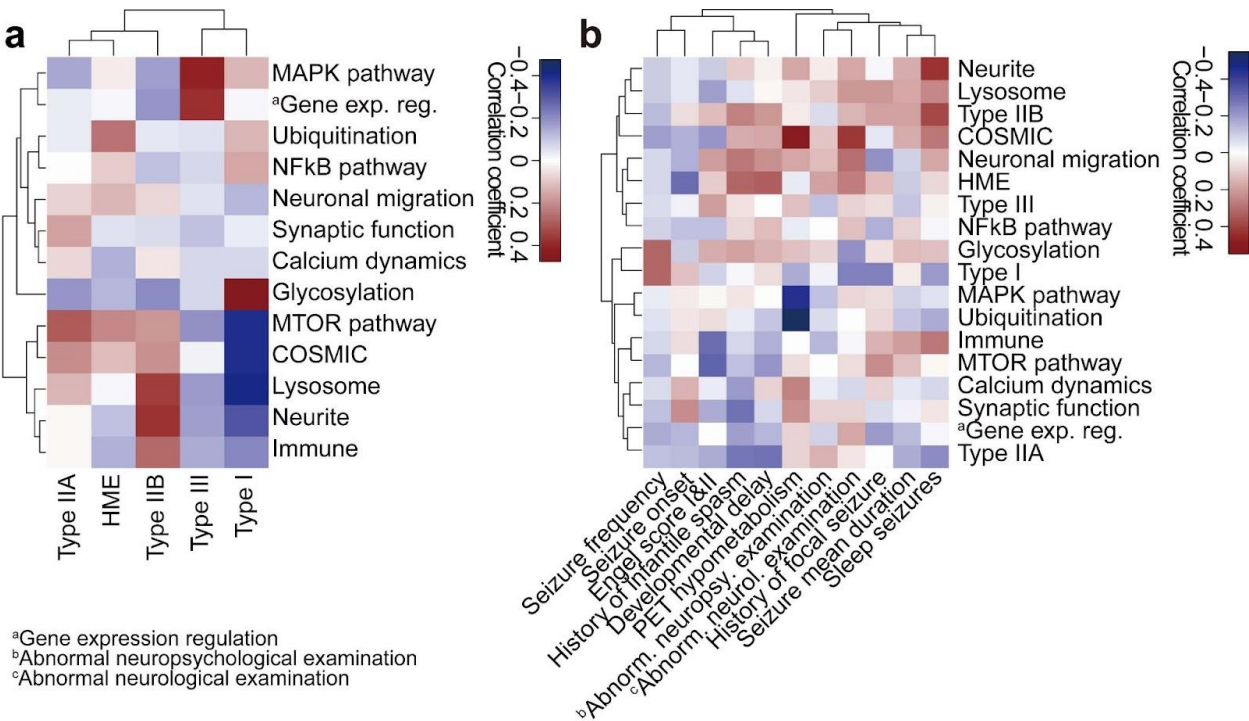 a
MAPK pathway
ᵃGene exp. reg.
Ubiquitination
NFkB pathway
Neuronal migration
Synaptic function
Calcium dynamics
Glycosylation
MTOR pathway
COSMIC
Lysosome
Neurite
Immune
Type IIA
HME
Type IIB
Type III
Type I
Correlation coefficient
−0.4
−0.2
0
0.2
0.4
b
Neurite
Lysosome
Type IIB
COSMIC
Neuronal migration
HME
Type III
NFkB pathway
Glycosylation
Type I
MAPK pathway
Ubiquitination
Immune
MTOR pathway
Calcium dynamics
Synaptic function
ᵃGene exp. reg.
Type IIA
Seizure frequency
Seizure onset
Engel score I&II
History of Infantile spasm
Developmental delay
PET hypometabolism
ᵇAbnorm. neuropsy. examination
ᶜAbnorm. neurol. examination
History of focal seizure
Seizure mean duration
Sleep seizures
Correlation coefficient
−0.4
−0.2
0
0.2
0.4
ᵃGene expression regulation
ᵇAbnormal neuropsychological examination
ᶜAbnormal neurological examination